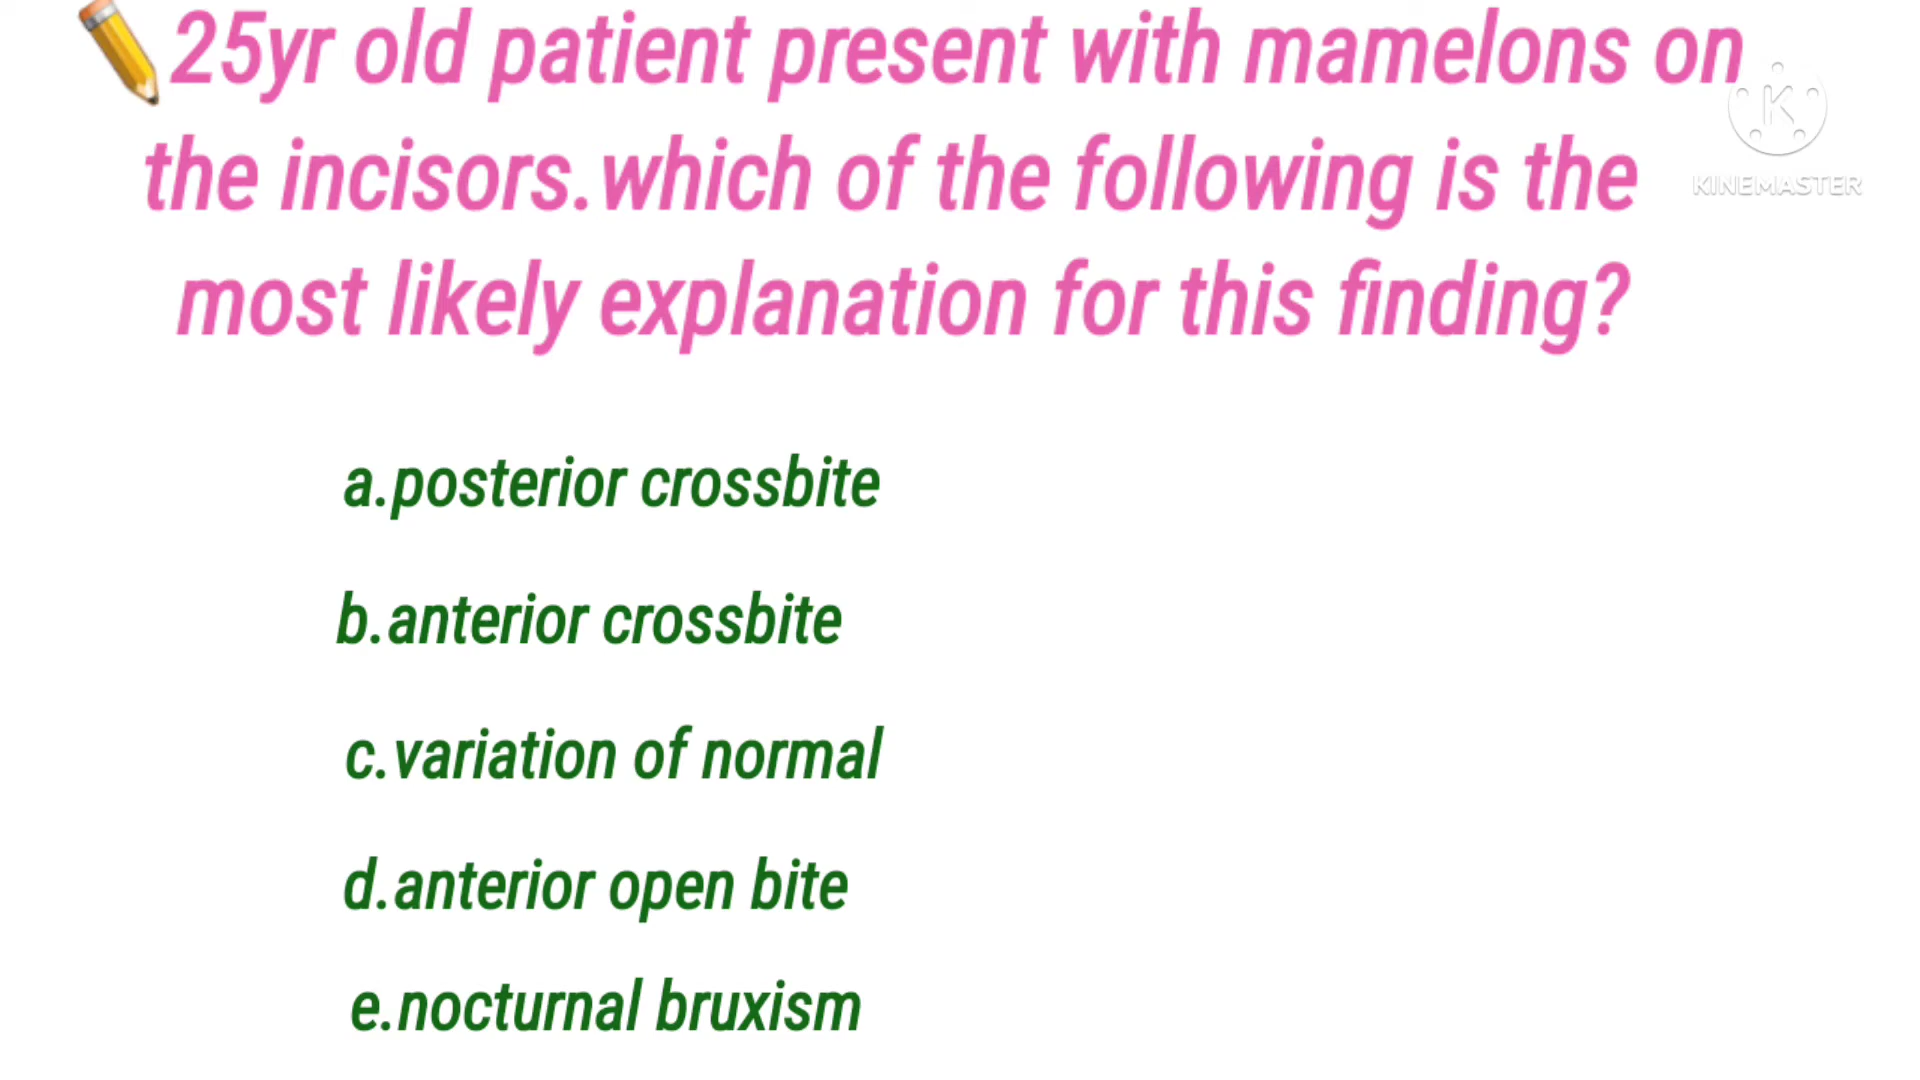 25yr old patient present with mamelons on
the incisors.which of the following is the
most likely explanation for this finding?
K
KINEMASTER
a.posterior crossbite
b.anterior crossbite
c.variation of normal
d.anterior open bite
e.nocturnal bruxism